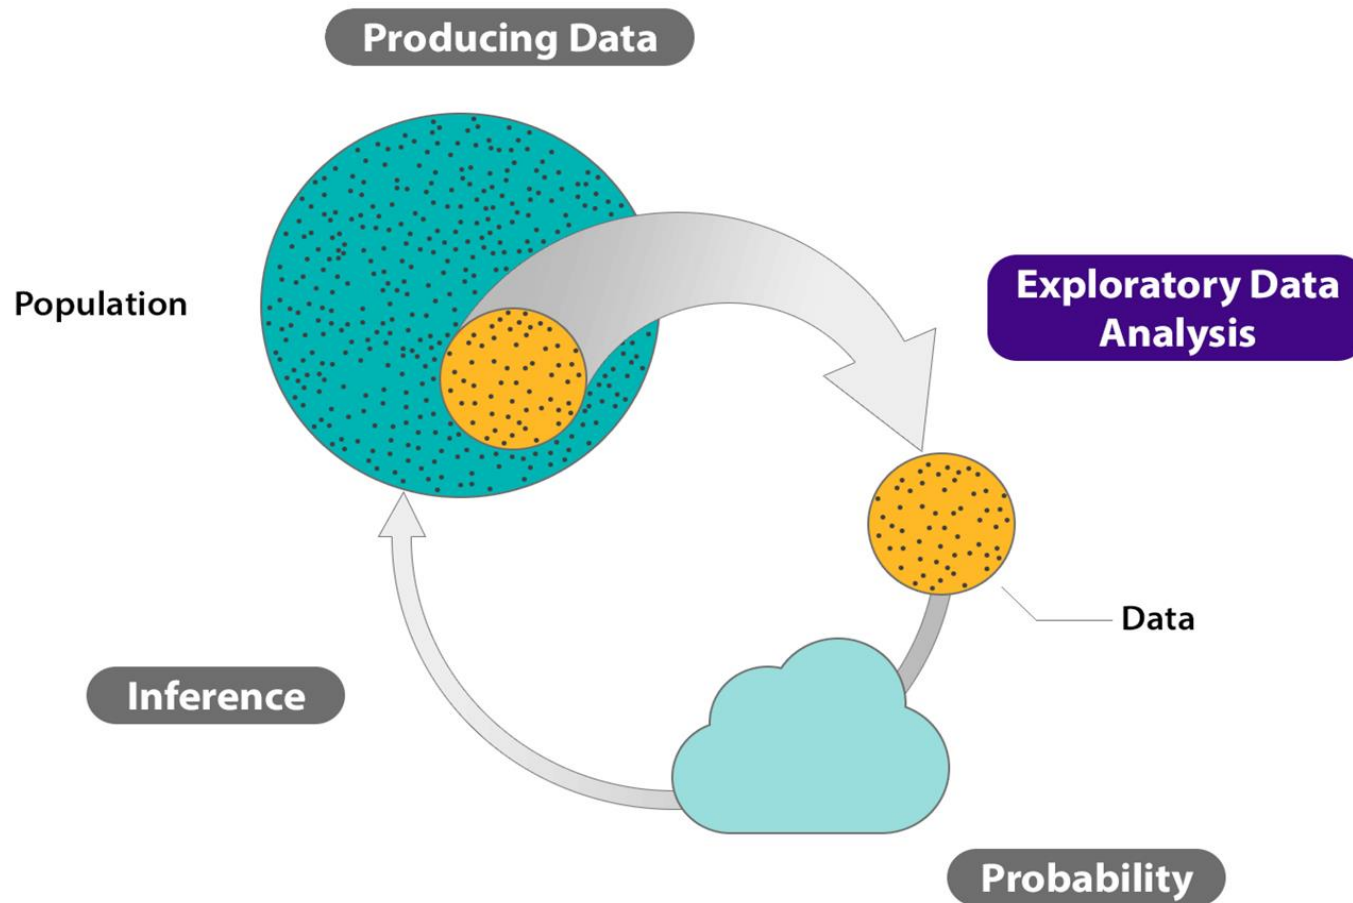 Producing Data
Population
Exploratory Data
Analysis
Data
Inference
Probability